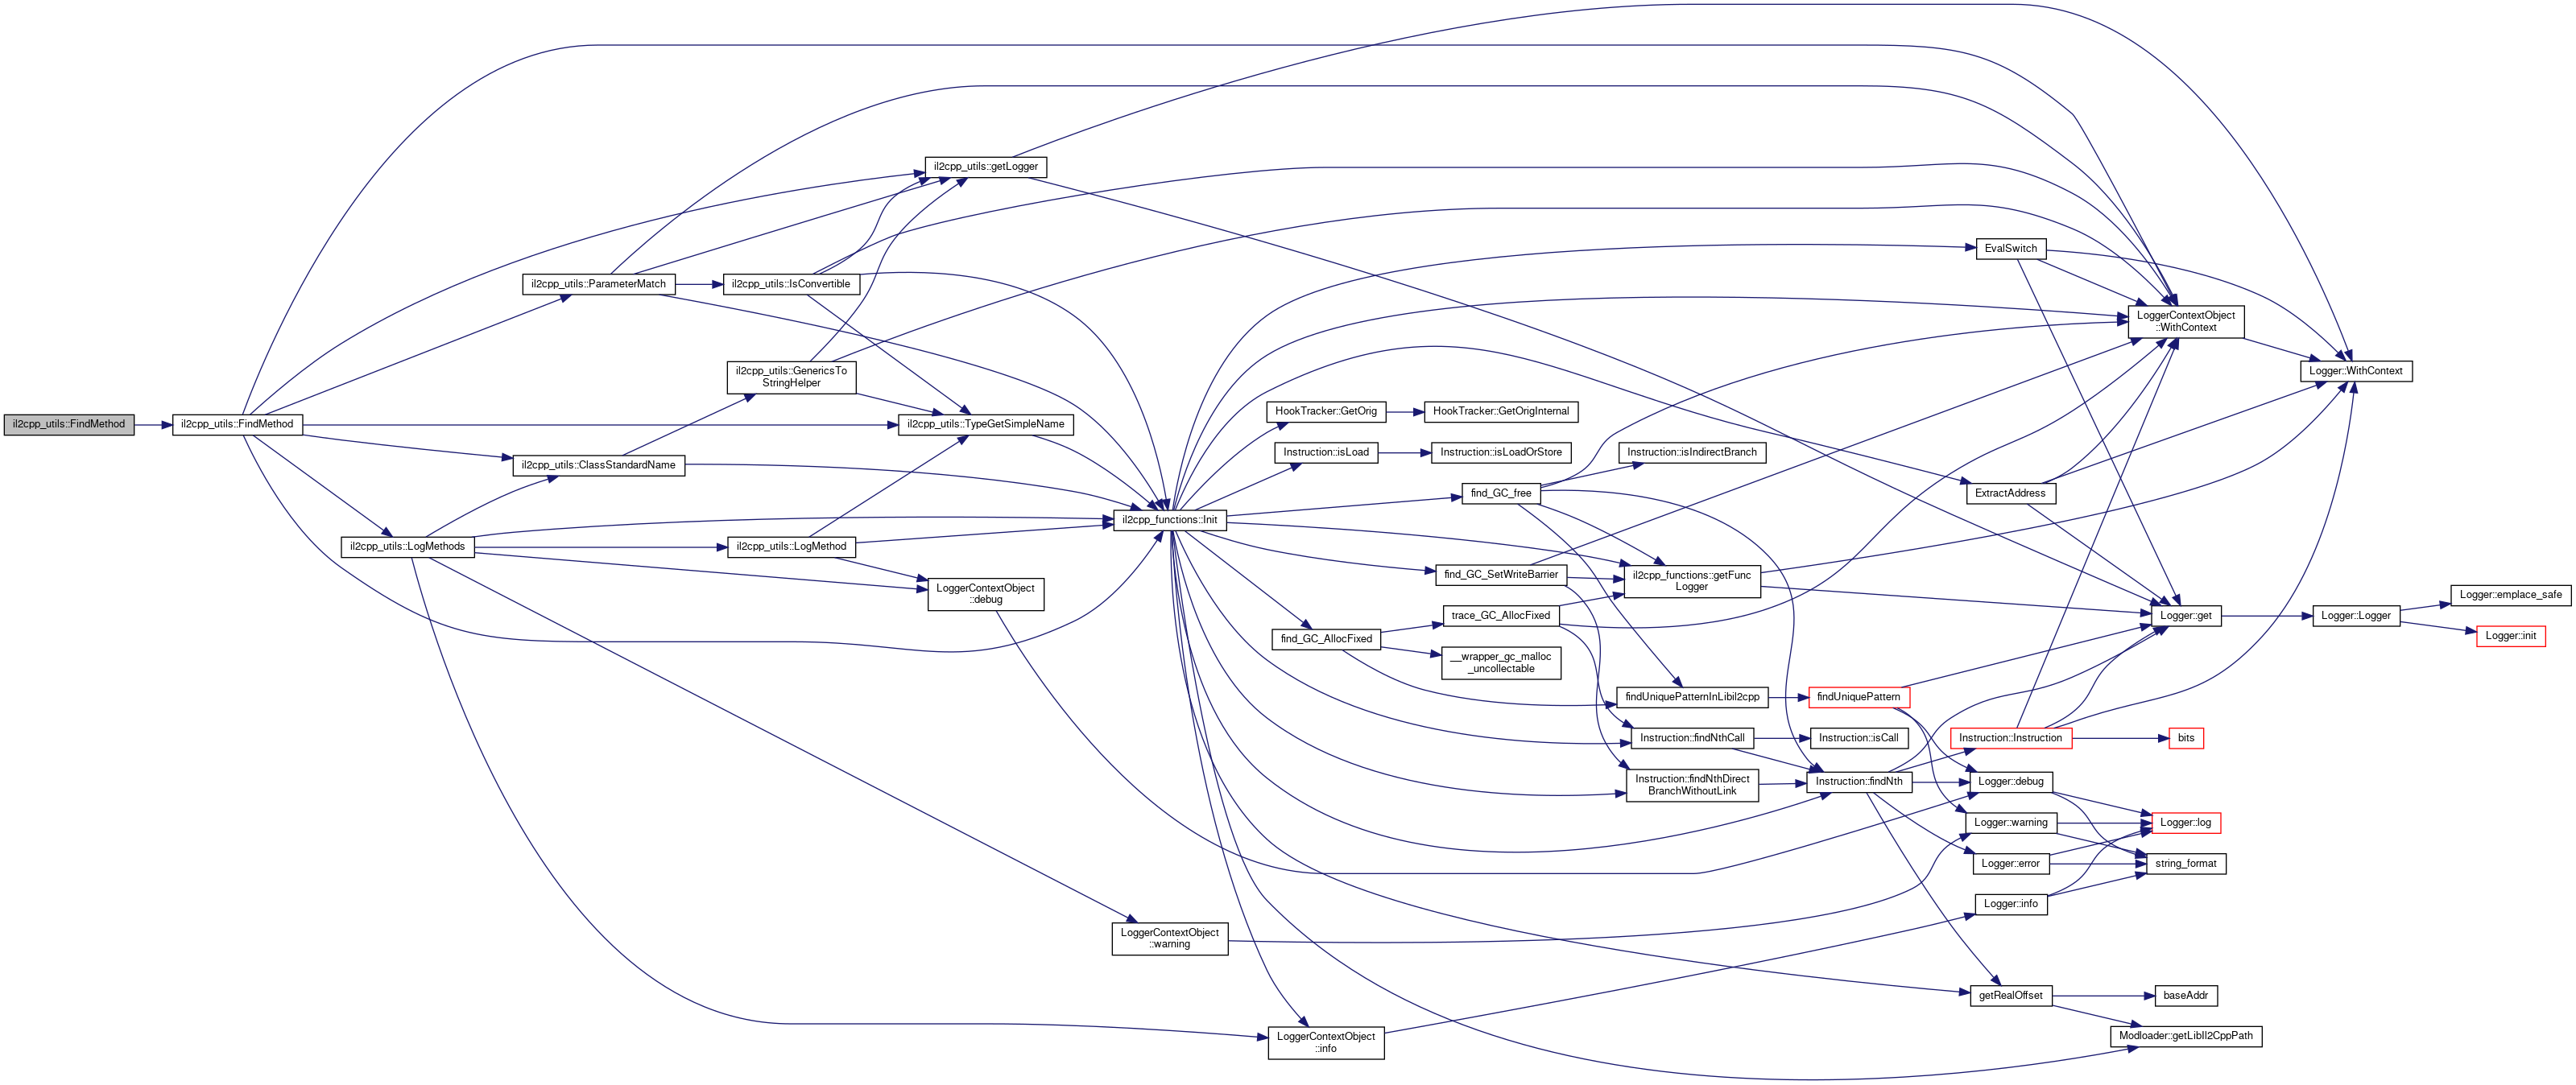 il2cpp_utils::FindMethod
il2cpp_utils::FindMethod
il2cpp_utils::getLogger
il2cpp_utils::ParameterMatch
il2cpp_utils::IsConvertible
il2cpp_utils::GenericsTo
StringHelper
il2cpp_utils::TypeGetSimpleName
il2cpp_utils::ClassStandardName
il2cpp_utils::LogMethods
il2cpp_utils::LogMethod
LoggerContextObject
::debug
LoggerContextObject
::warning
il2cpp_functions::Init
HookTracker::GetOrig
HookTracker::GetOrigInternal
Instruction::isLoad
Instruction::isLoadOrStore
find_GC_free
Instruction::isIndirectBranch
find_GC_SetWriteBarrier
il2cpp_functions::getFunc
Logger
trace_GC_AllocFixed
find_GC_AllocFixed
__wrapper_gc_malloc
_uncollectable
findUniquePatternInLibil2cpp
findUniquePattern
Instruction::findNthCall
Instruction::isCall
Instruction::findNthDirect
BranchWithoutLink
Instruction::findNth
LoggerContextObject
::info
EvalSwitch
LoggerContextObject
::WithContext
Logger::WithContext
ExtractAddress
Logger::get
Logger::Logger
Logger::emplace_safe
Logger::init
Instruction::Instruction
bits
Logger::debug
Logger::warning
Logger::log
Logger::error
string_format
Logger::info
getRealOffset
baseAddr
Modloader::getLibIl2CppPath